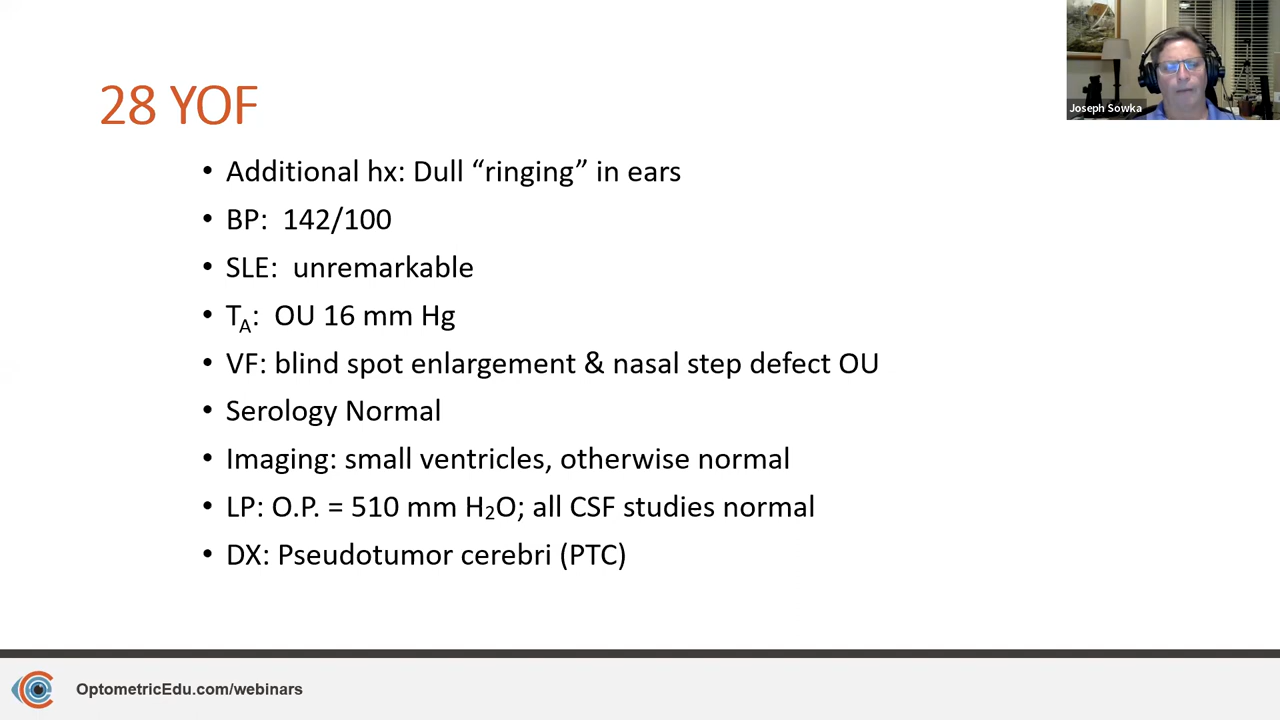 Joseph Sowka
28 YOF
• Additional hx: Dull “ringing” in ears
• BP:  142/100
• SLE:  unremarkable
• TA:  OU 16 mm Hg
• VF: blind spot enlargement & nasal step defect OU
• Serology Normal
• Imaging: small ventricles, otherwise normal
• LP: O.P. = 510 mm H2O; all CSF studies normal
• DX: Pseudotumor cerebri (PTC)
OptometricEdu.com/webinars